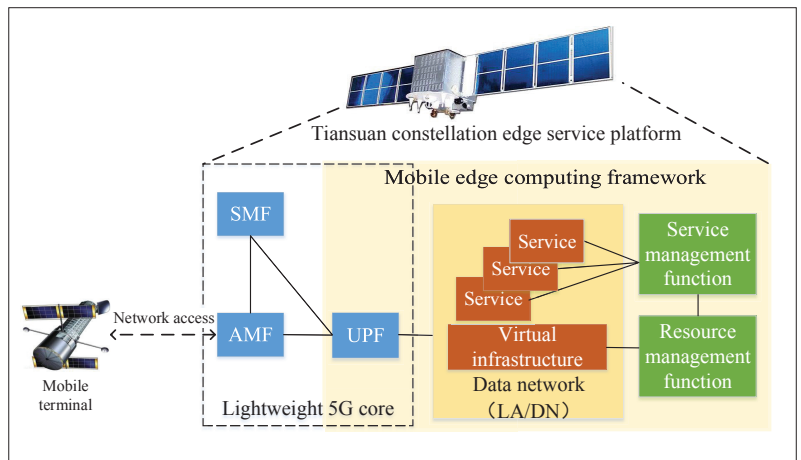 Tiansuan constellation edge service platform
Mobile edge computing framework
SMF
Service
Service
Service
Service
management
function
Network access
AMF
UPF
Virtual
infrastructure
Resource
management
function
Mobile
terminal
Data network
（LA/DN）
Lightweight 5G core